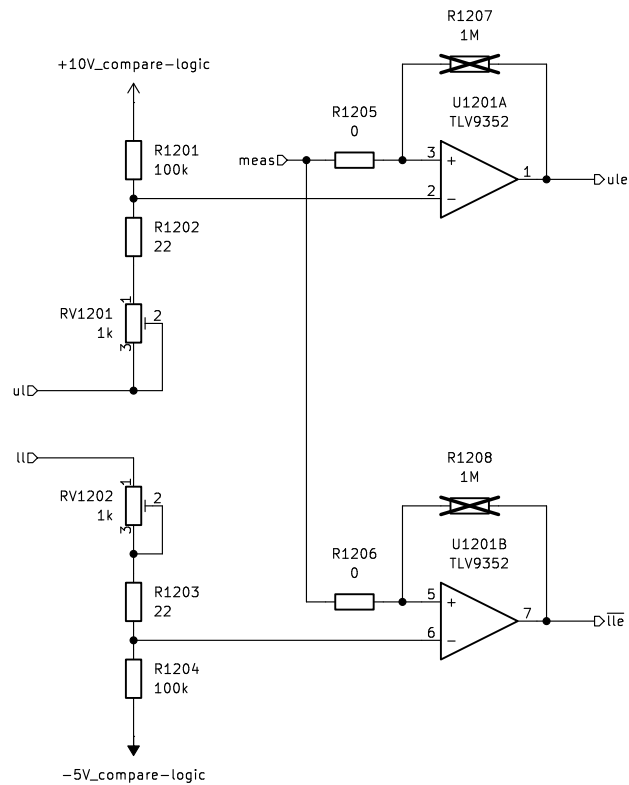 R1207
1M
+10V_compare-logic
U1201A
TLV9352
R1205
0
R1201
100k
meas
3
+
1
ule
2
−
R1202
22
1
RV1201
1k
2
3
ul
ll
1
RV1202
1k
2
3
R1208
1M
U1201B
TLV9352
R1206
0
R1203
22
5
+
7
lle
6
−
R1204
100k
-5V_compare-logic